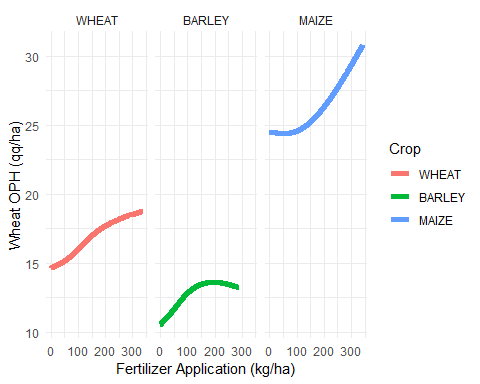 WHEAT BARLEY MAIZE
30
25
20
15
10
Wheat OPH (qq/ha)
0 100 200 300 0 100 200 300 0 100 200 300
Fertilizer Application (kg/ha)
Crop
WHEAT
BARLEY
MAIZE